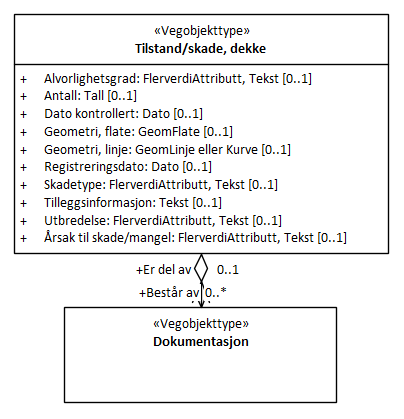 «Vegobjekttype»
Tilstand/skade, dekke
+ Alvorlighetsgrad: FlerverdiAttributt, Tekst [0..1]
+ Antall: Tall [0..1]
+ Dato kontrollert: Dato [0..1]
+ Geometri, flate: GeomFlate [0..1]
+ Geometri, linje: GeomLinje eller Kurve [0..1]
+ Registreringsdato: Dato [0..1]
+ Skadetype: FlerverdiAttributt, Tekst [0..1]
+ Tilleggsinformasjon: Tekst [0..1]
+ Utbredelse: FlerverdiAttributt, Tekst [0..1]
+ Årsak til skade/mangel: FlerverdiAttributt, Tekst [0..1]
+Er del av 0..1
+Består av 0..*
«Vegobjekttype»
Dokumentasjon